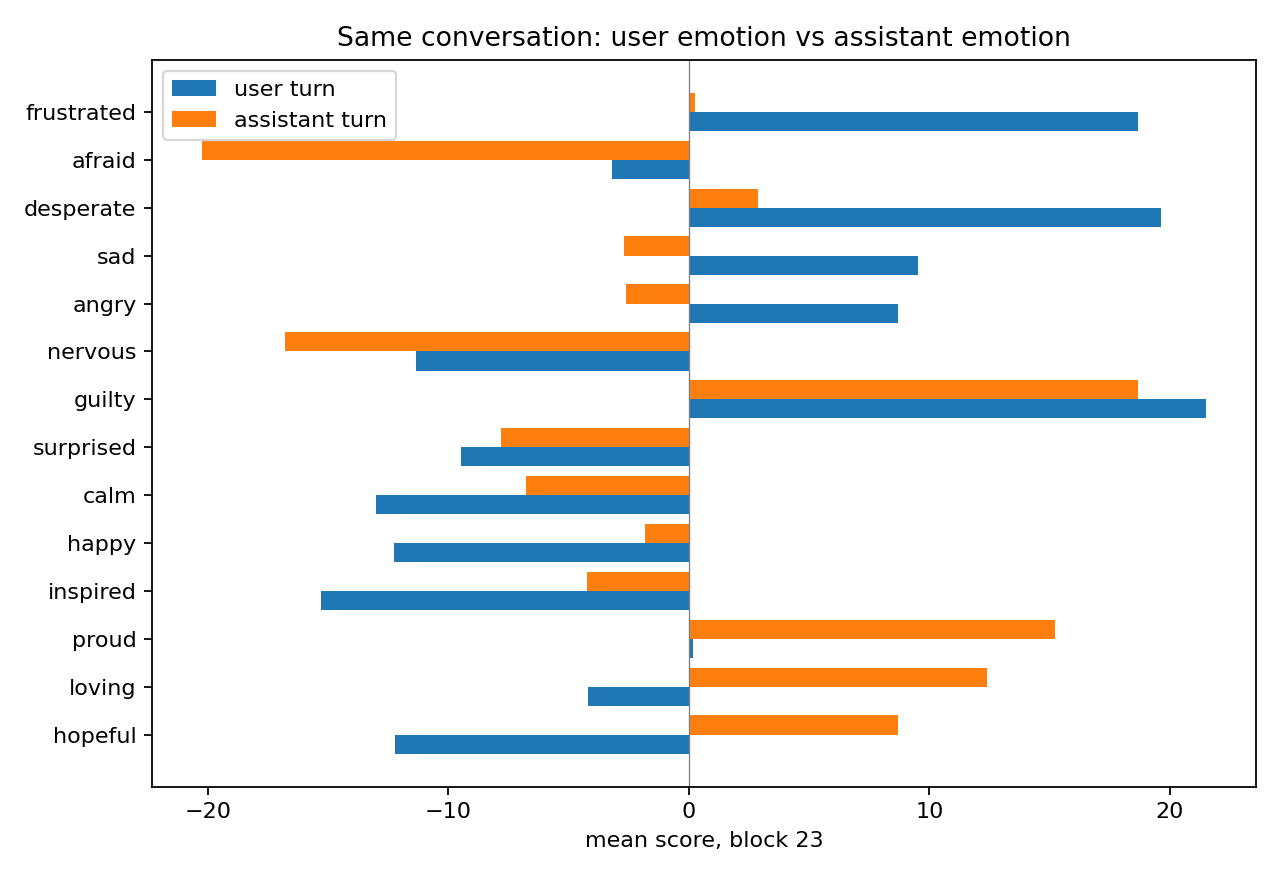 Same conversation: user emotion vs assistant emotion
user turn
assistant turn
frustrated
afraid
desperate
sad
angry
nervous
guilty
surprised
calm
happy
inspired
proud
loving
hopeful
−20 −10 0 10 20
mean score, block 23